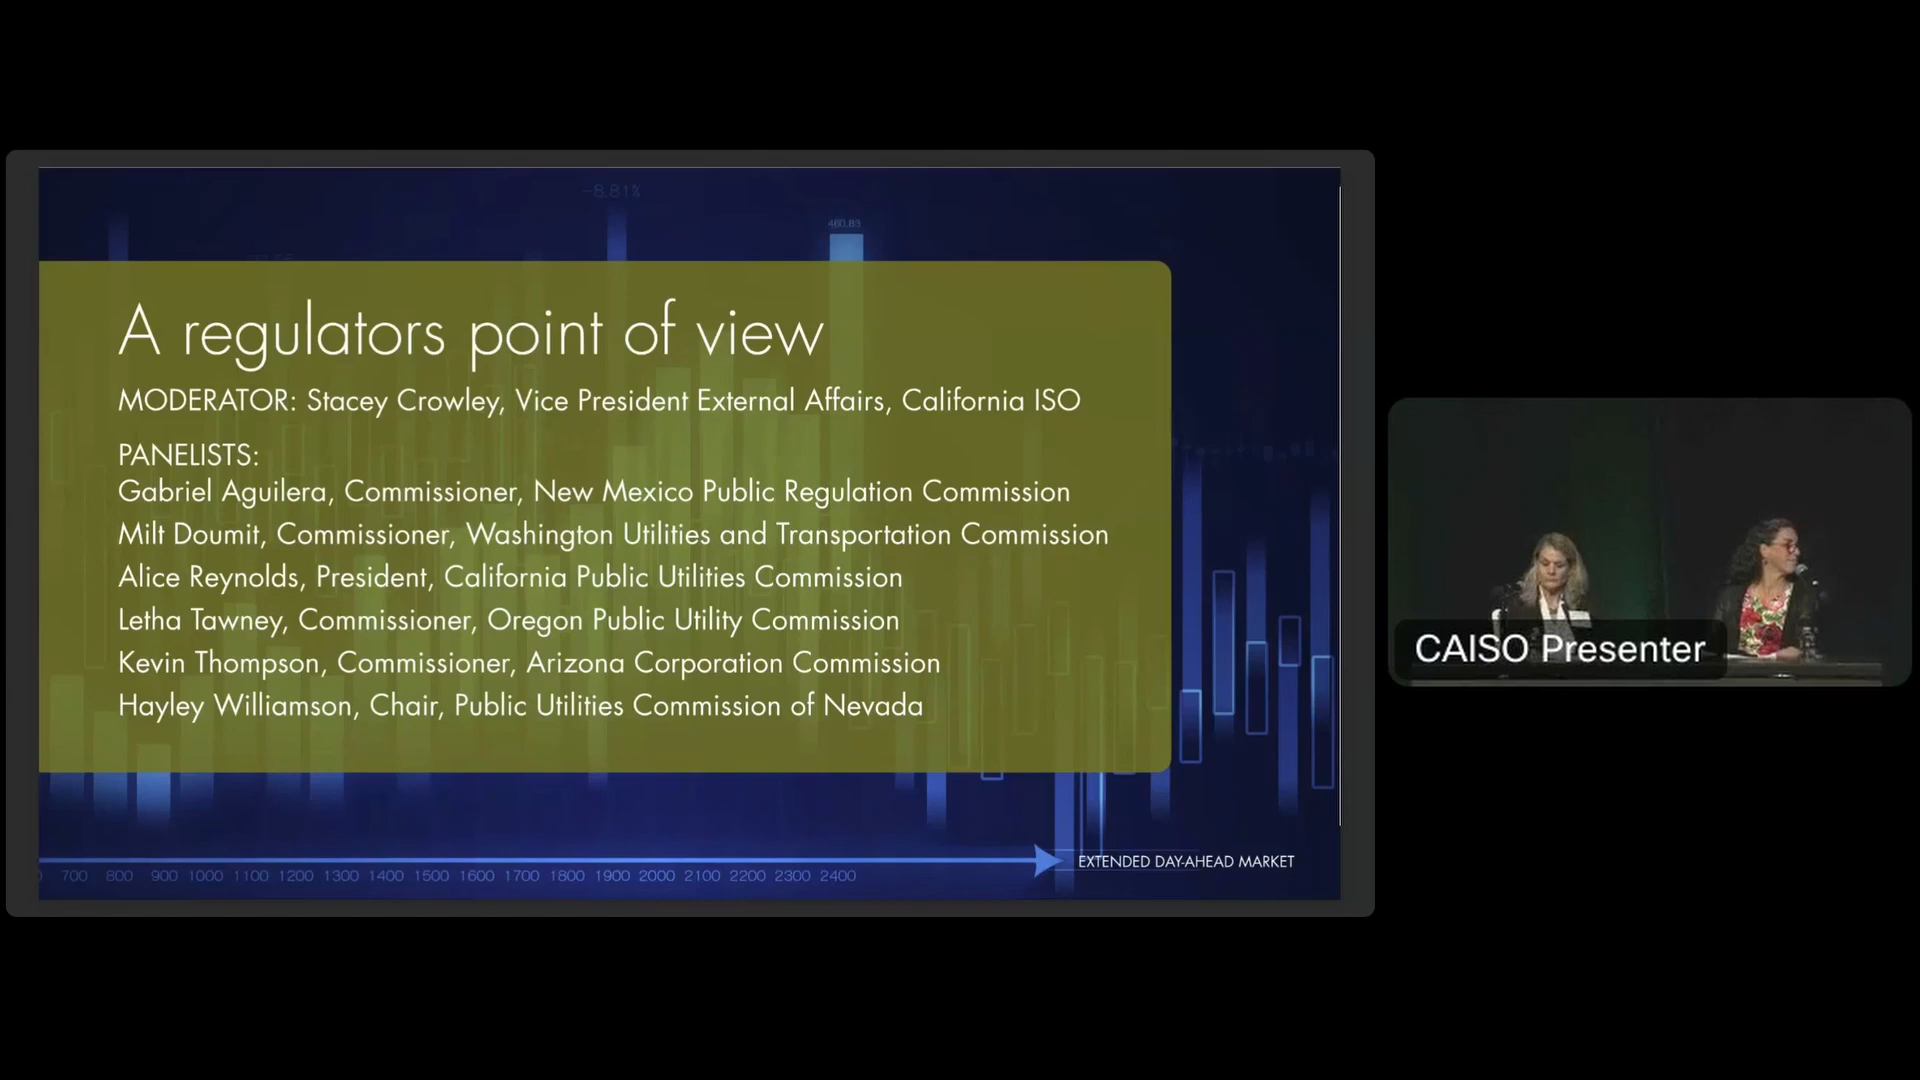 -8.81%
460.83
A regulators point of view
MODERATOR: Stacey Crowley, Vice President External Affairs, California ISO
PANELISTS:
Gabriel Aguilera, Commissioner, New Mexico Public Regulation Commission
Milt Doumit, Commissioner, Washington Utilities and Transportation Commission
Alice Reynolds, President, California Public Utilities Commission
Letha Tawney, Commissioner, Oregon Public Utility Commission
Kevin Thompson, Commissioner, Arizona Corporation Commission
Hayley Williamson, Chair, Public Utilities Commission of Nevada
CAISO Presenter
EXTENDED DAY-AHEAD MARKET
700 800 900 1000 1100 1200 1300 1400 1500 1600 1700 1800 1900 2000 2100 2200 2300 2400